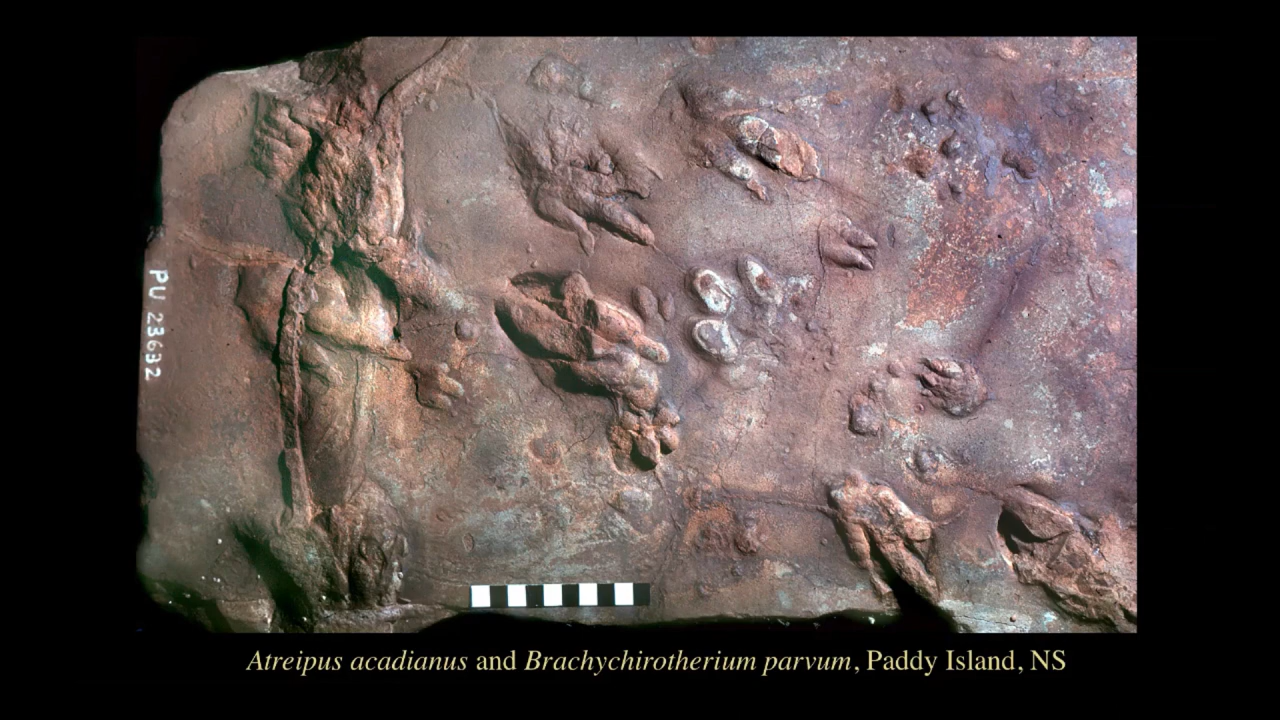 PU 23632
Atreipus acadianus and Brachychirotherium parvum, Paddy Island, NS